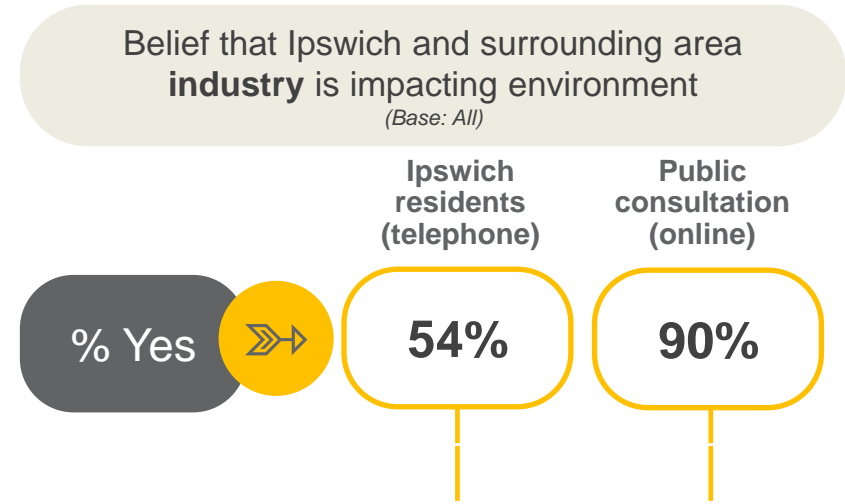 Belief that Ipswich and surrounding area
industry is impacting environment
(Base: All)
Ipswich
residents
(telephone)
Public
consultation
(online)
% Yes
54%
90%